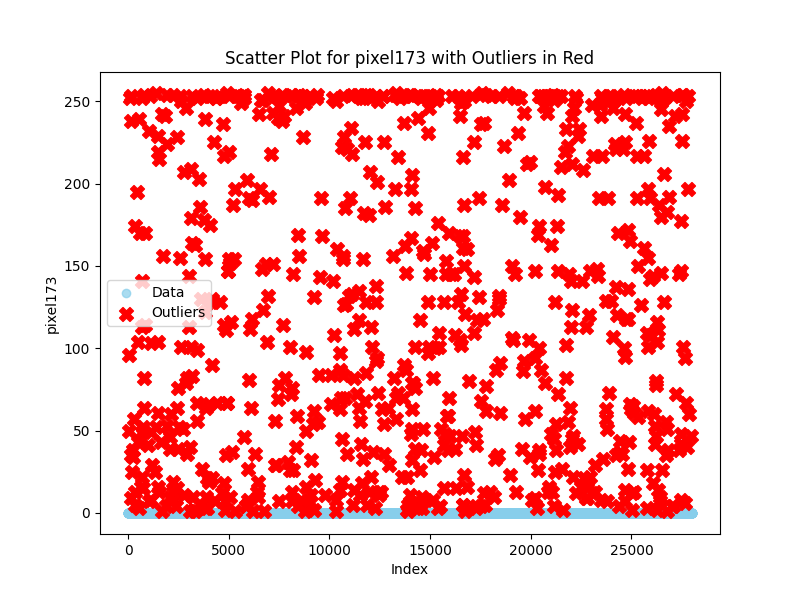 Scatter Plot for pixel173 with Outliers in Red
250
200
150
100
50
0
pixel173
Data
Outliers
0
5000
10000
15000
20000
25000
Index